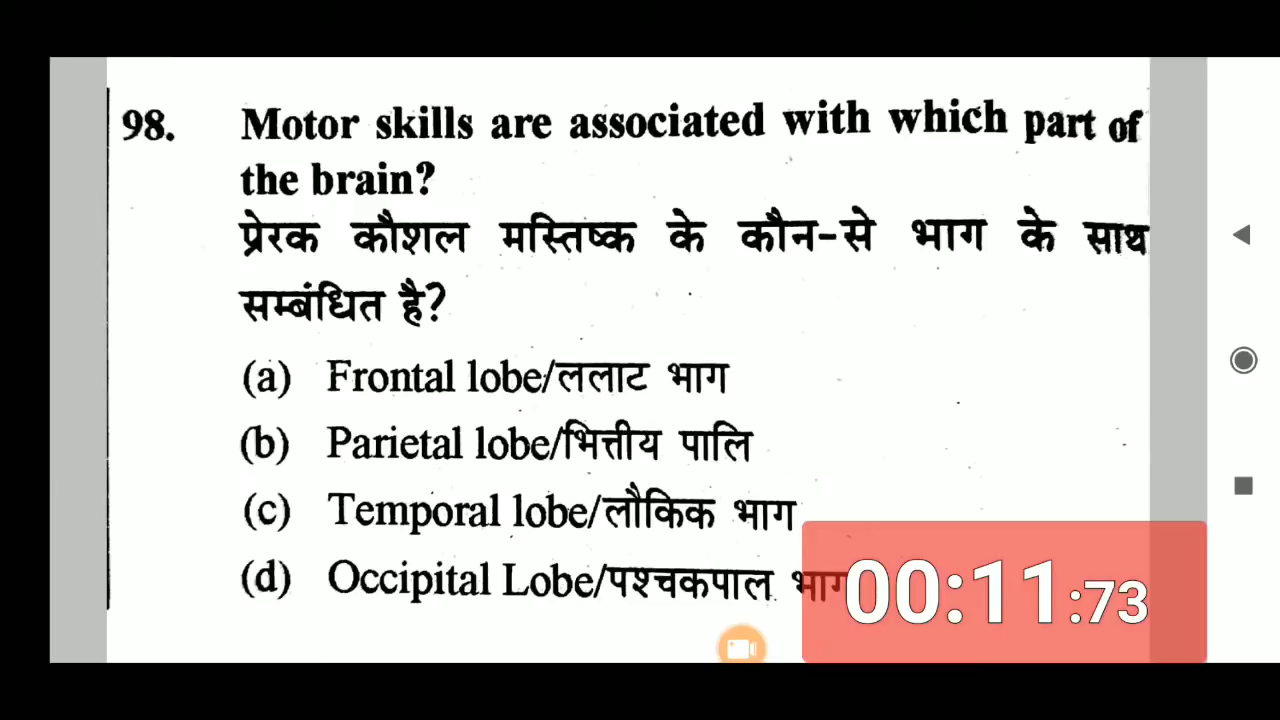 98. Motor skills are associated with which part of
the brain?
प्रेरक कौशल मस्तिष्क के कौन-से भाग के साथ
सम्बंधित है?
(a) Frontal lobe/ललाट भाग
(b) Parietal lobe/भित्तीय पालि
(c) Temporal lobe/लौकिक भाग
(d) Occipital Lobe/पश्चकपाल भाग
00:11:73